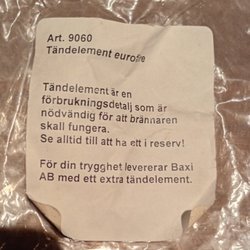 Art. 9060
Tändelement eurofire
Tändelement är en
förbrukningsdetalj som är
nödvändig för att brännaren
skall fungera.
Se alltid till att ha ett i reserv!
För din trygghet levererar Baxi
AB med ett extra tändelement.